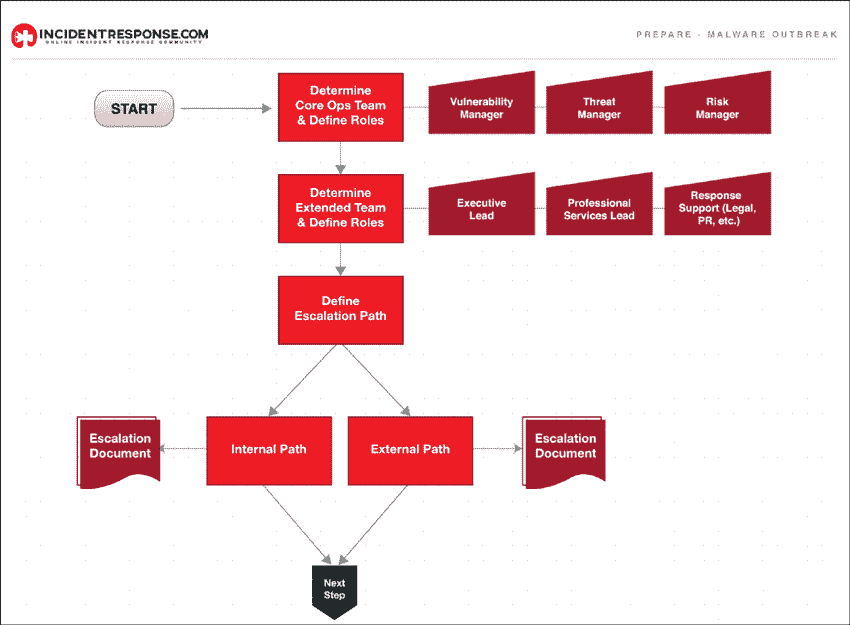 INCIDENTRESPONSE.COM
ONLINE INCIDENT RESPONSE COMMUNITY
PREPARE - MALWARE OUTBREAK
START
Determine
Core Ops Team
& Define Roles
Vulnerability
Manager
Threat
Manager
Risk
Manager
Determine
Extended Team
& Define Roles
Executive
Lead
Professional
Services Lead
Response
Support (Legal,
PR, etc.)
Define
Escalation Path
Escalation
Document
Internal Path
External Path
Escalation
Document
Next
Step